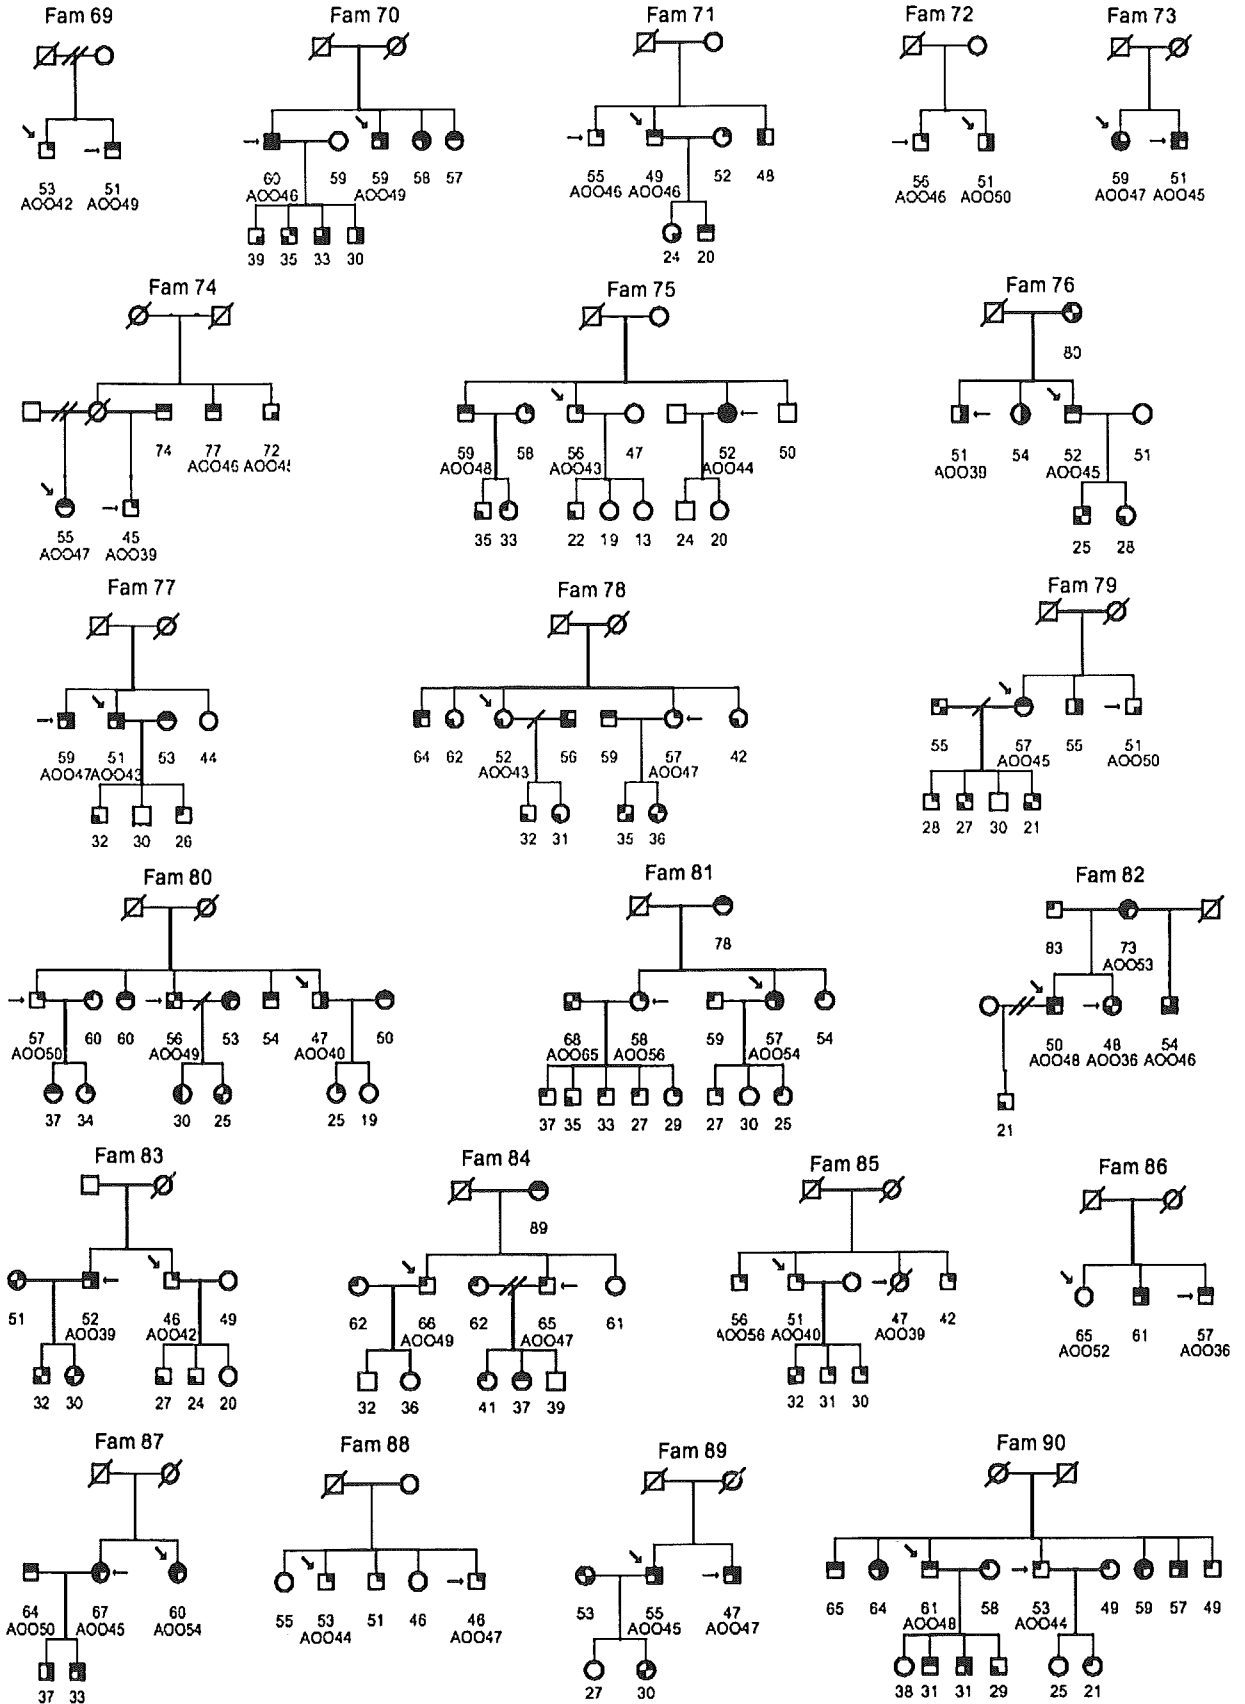 Fam 69 Fam 70 Fam 71 Fam 72 Fam 73
53 51 60 59 59 58 57 55 49 52 48 56 51 59 51
AOO42 AOO49 AOO46 AOO49 AOO46 AOO46 AOO46 AOO50 AOO47 AOO45
39 35 33 30 24 20
Fam 74 Fam 75 Fam 76
80
74 77 72 59 58 56 47 52 50 51 54 52 51
AOO46 AOO45 AOO48 AOO43 AOO44 AOO39 AOO45
55 45 35 33 22 19 13 24 20 25 28
AOO47 AOO39
Fam 77 Fam 78 Fam 79
59 51 53 44 64 62 52 56 59 57 42 55 57 55 51
AOO47 AOO43 AOO43 AOO47 AOO45 AOO50
32 30 26 32 31 35 36 28 27 30 21
Fam 80 Fam 81 Fam 82
78 83 73
AOO53
57 60 60 56 53 54 47 50 68 58 59 57 54 50 48 54
AOO50 AOO49 AOO40 AOO65 AOO56 AOO54 AOO48 AOO36 AOO46
37 34 30 25 25 19 37 35 33 27 29 27 30 25 21
Fam 83 Fam 84 Fam 85 Fam 86
89
51 52 46 49 62 66 62 65 61 56 51 47 42 65 61 57
AOO39 AOO42 AOO49 AOO47 AOO56 AOO40 AOO39 AOO52 AOO36
32 30 27 24 20 32 36 41 37 39 32 31 30
Fam 87 Fam 88 Fam 89 Fam 90
64 67 60 55 53 51 46 46 53 55 47 65 64 61 58 53 49 59 57 49
AOO50 AOO45 AOO54 AOO44 AOO47 AOO45 AOO47 AOO48 AOO44
37 33 27 30 38 31 31 29 25 21